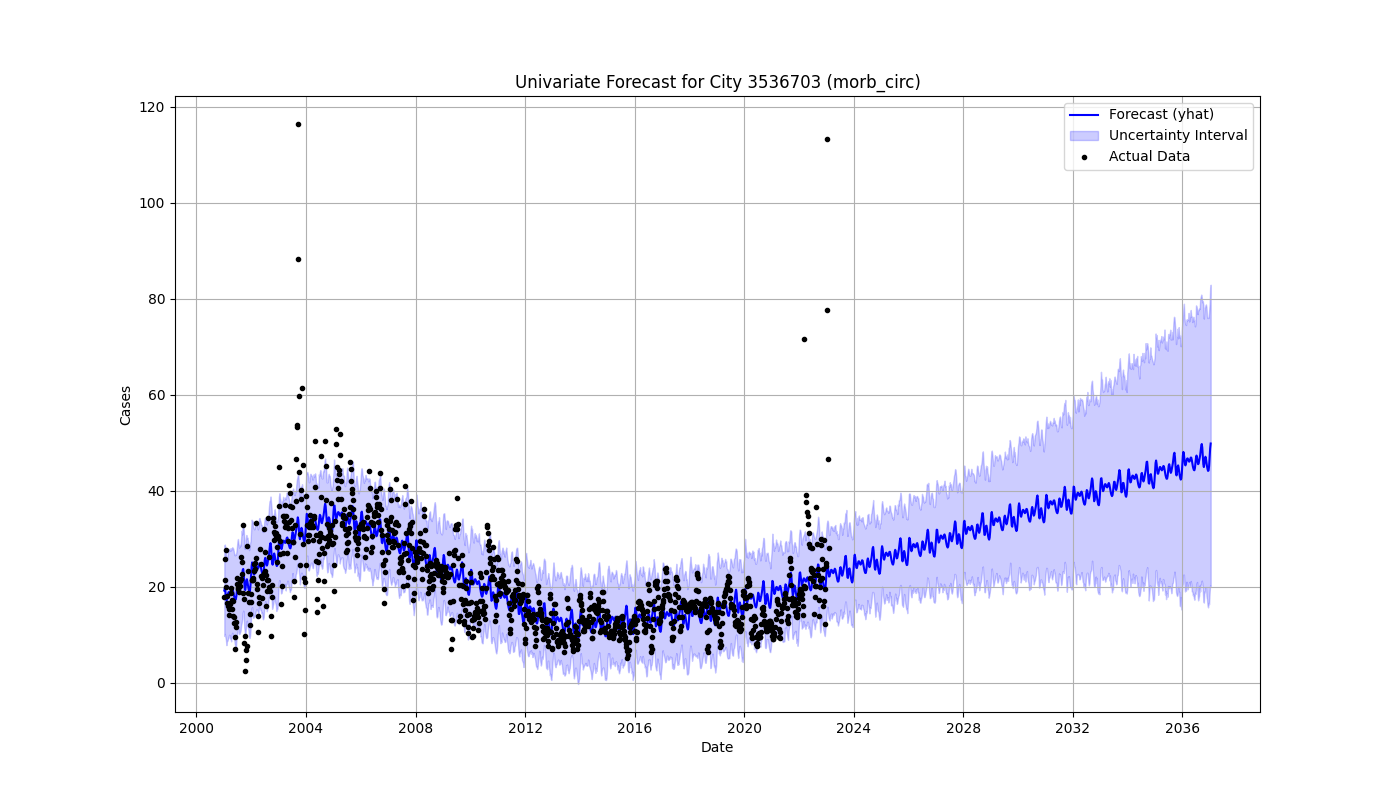 Univariate Forecast for City 3536703 (morb_circ)
Forecast (yhat)
Uncertainty Interval
Actual Data
120
100
80
60
40
20
0
Cases
2000 2004 2008 2012 2016 2020 2024 2028 2032 2036
Date